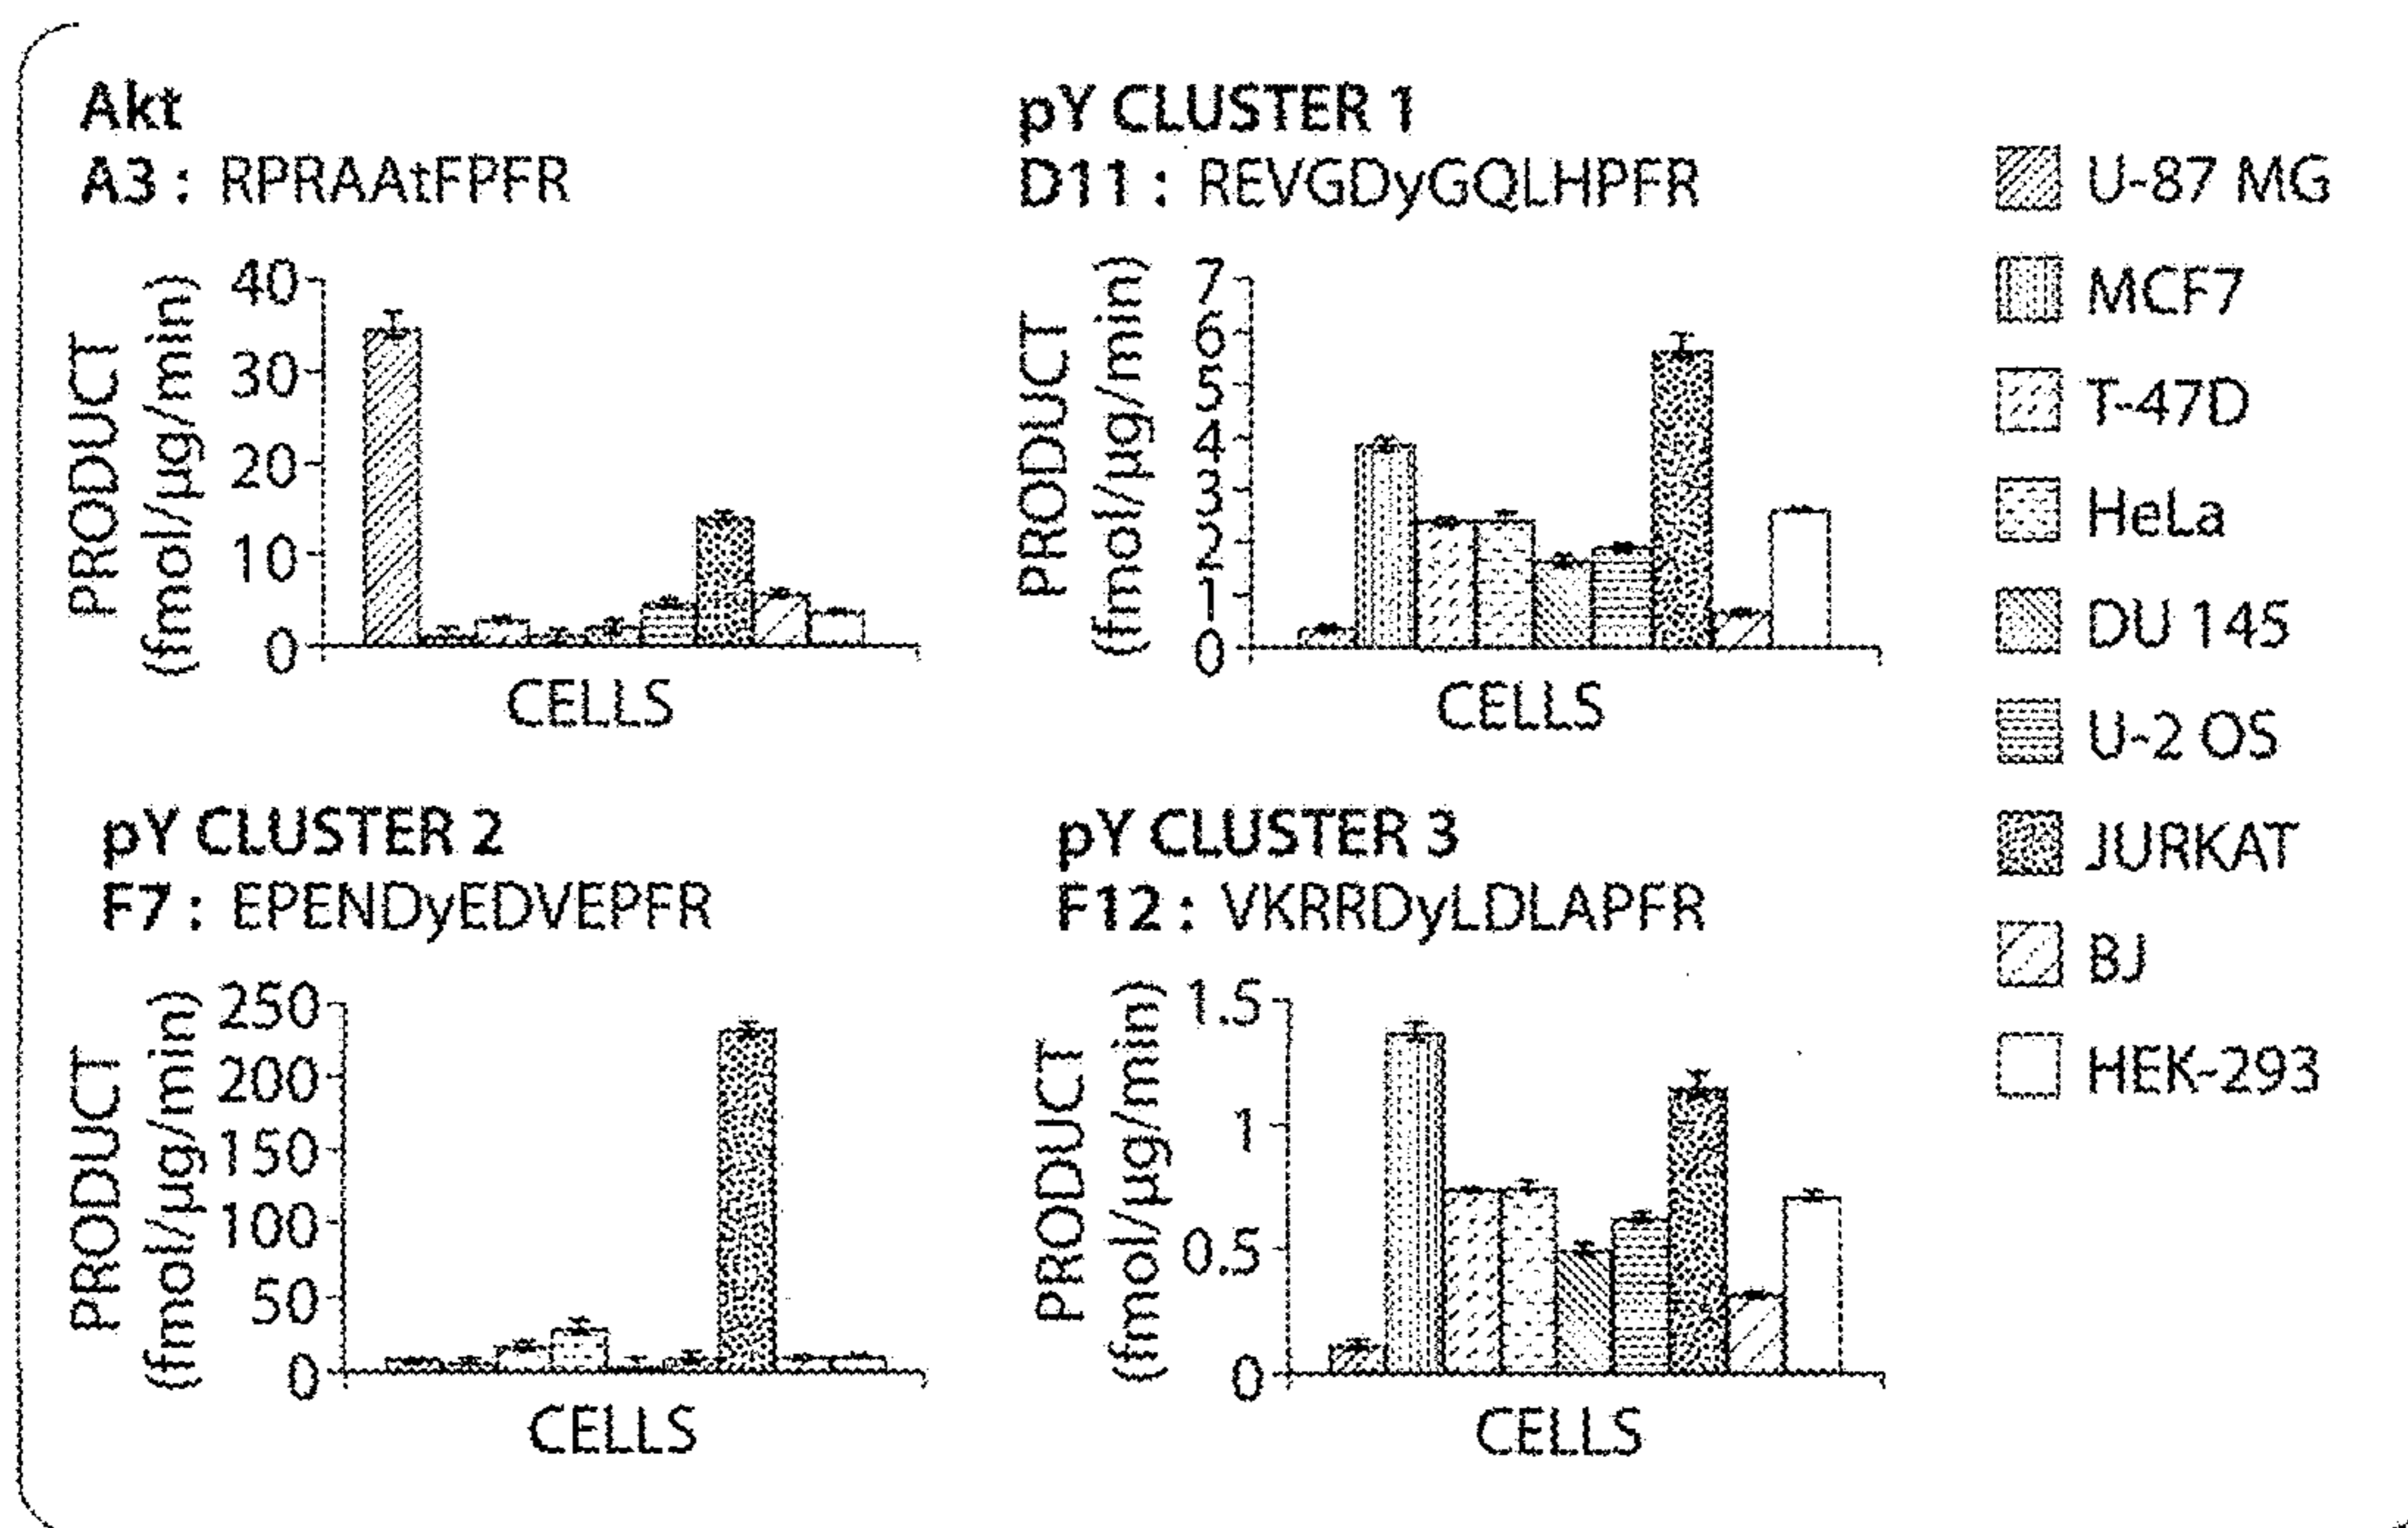 Akt
A3 : RPRAAtFPFR
PRODUCT
(fmol/µg/min)
40
30
20
10
0
CELLS
pY CLUSTER 1
D11 : REVGDyGQLHPFR
PRODUCT
(fmol/µg/min)
7
6
5
4
3
2
1
0
CELLS
pY CLUSTER 2
F7 : EPENDyEDVEPFR
PRODUCT
(fmol/µg/min)
250
200
150
100
50
0
CELLS
pY CLUSTER 3
F12 : VKRRDyLDLAPFR
PRODUCT
(fmol/µg/min)
1.5
1
0.5
0
CELLS
U-87 MG
MCF7
T-47D
HeLa
DU 145
U-2 OS
JURKAT
BJ
HEK-293